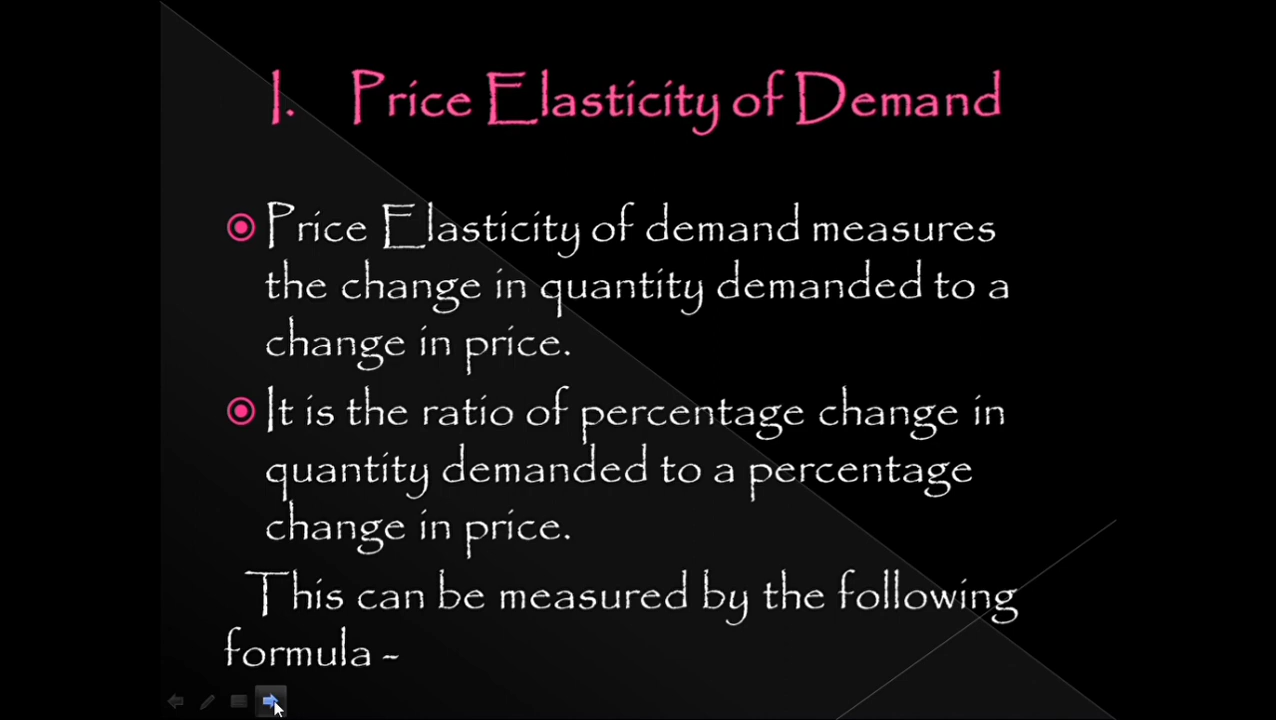 I. Price Elasticity of Demand
Price Elasticity of demand measures
the change in quantity demanded to a
change in price.
It is the ratio of percentage change in
quantity demanded to a percentage
change in price.
This can be measured by the following
formula -